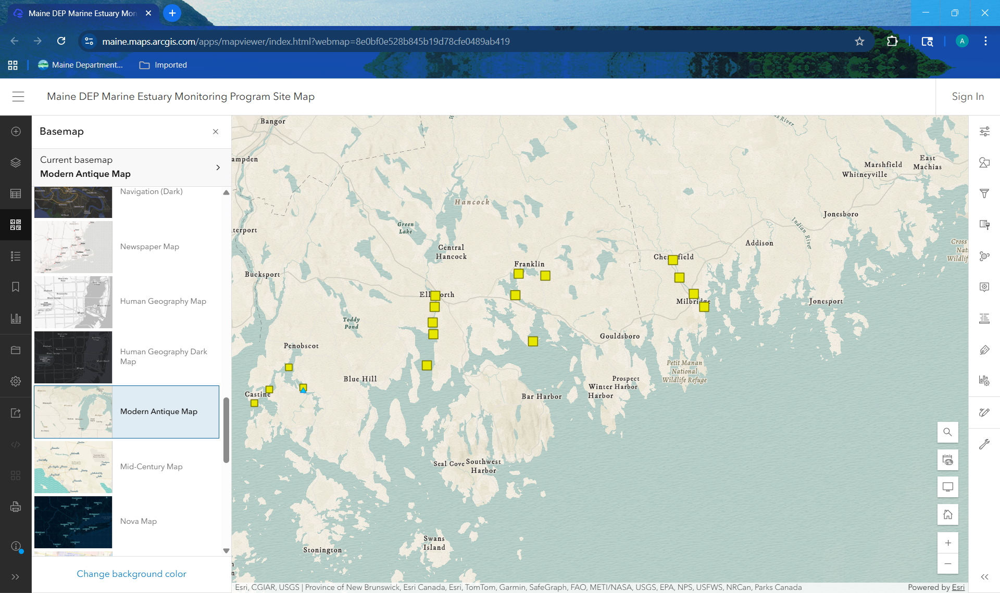 Maine DEP Marine Estuary Mon
maine.maps.arcgis.com/apps/mapviewer/index.html?webmap=8e0bf0e528b845b19d78cfe0489ab419
A
Maine Department...
Imported
Maine DEP Marine Estuary Monitoring Program Site Map
Sign In
Basemap
Current basemap
Modern Antique Map
Navigation (Dark)
Newspaper Map
Human Geography Map
Human Geography Dark
Map
Modern Antique Map
Mid-Century Map
Nova Map
Change background color
Bangor
ampden
terport
Bucksport
Hancock
Green
Lake
Central
Hancock
Franklin
Ell orth
Toddy
Pond
Penobscot
Blue Hill
Castine
Che field
Milbridge
Gouldsboro
Petit Manan
National
Wildlife Refuge
Prospect
Harbor
Winter
Harbor
Bar Harbor
Seal Cove
Southwest
Harbor
Swans
Island
Stonington
s River
East
Machias
Marshfield
Whitneyville
Jonesboro
Indian River
Addison
Jonesport
Cross
Nat
Wildlif
Esri, CGIAR, USGS | Province of New Brunswick, Esri Canada, Esri, TomTom, Garmin, SafeGraph, FAO, METI/NASA, USGS, EPA, NPS, USFWS, NRCan, Parks Canada
Powered by Esri